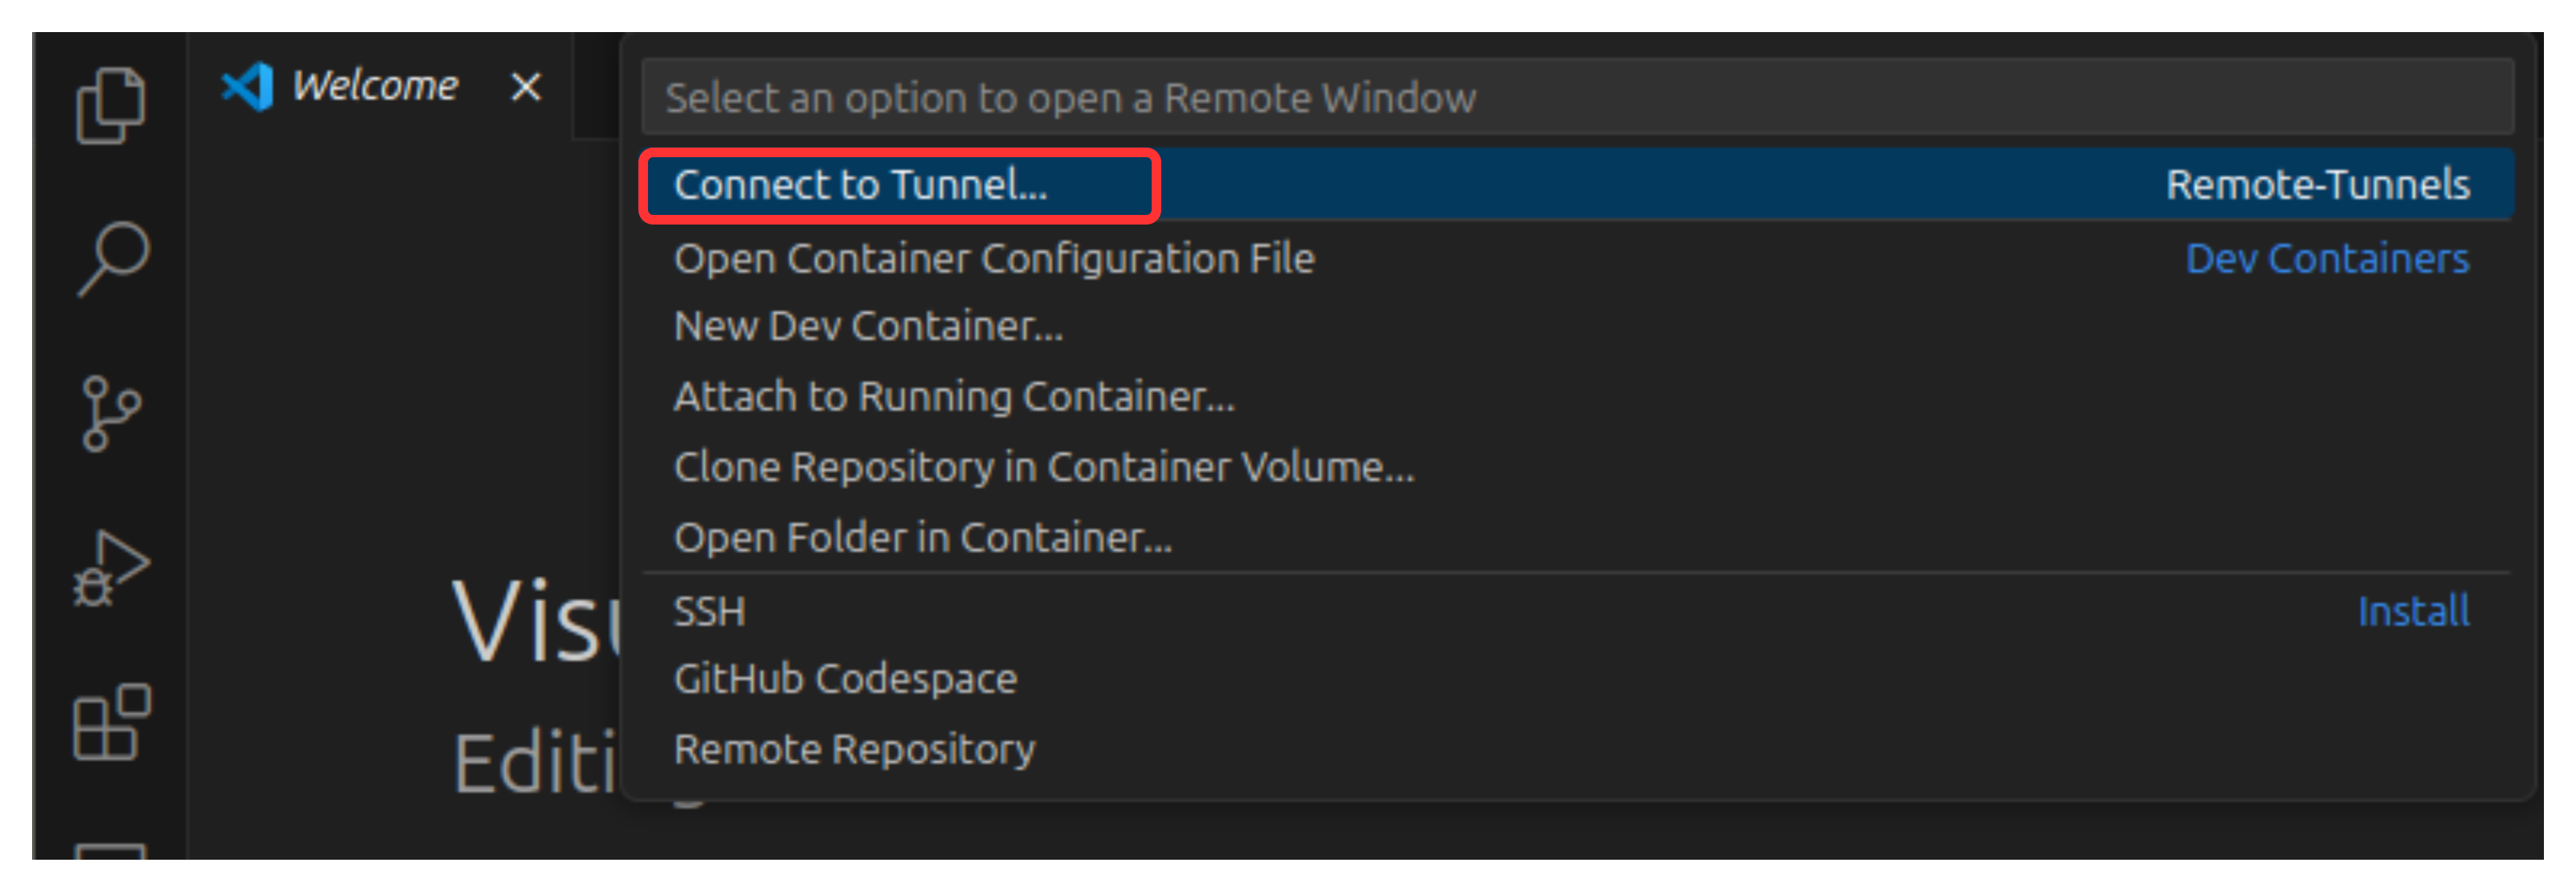 Welcome
Select an option to open a Remote Window
Connect to Tunnel... Remote-Tunnels
Open Container Configuration File Dev Containers
New Dev Container...
Attach to Running Container...
Clone Repository in Container Volume...
Open Folder in Container...
SSH Install
GitHub Codespace
Remote Repository
Vis
Editi